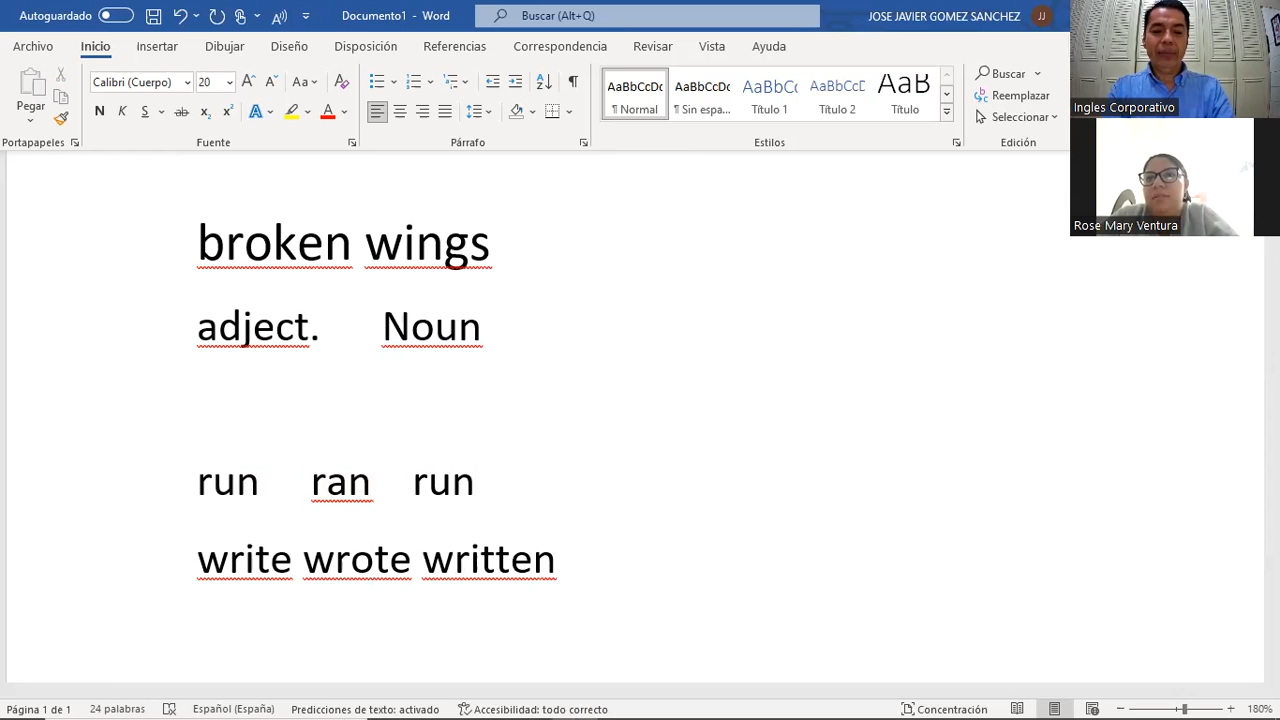 Autoguardado
Documento1 - Word
Buscar (Alt+Q)
JOSE JAVIER GOMEZ SANCHEZ
JJ
Archivo Inicio Insertar Dibujar Diseño Disposición Referencias Correspondencia Revisar Vista Ayuda
Pegar
Portapapeles
Calibri (Cuerpo) 20
Fuente
Párrafo
AaBbCcDc AaBbCcDc AaBbCc AaBbCcD AaB
¶ Normal ¶ Sin espa... Título 1 Título 2 Título
Estilos
Buscar
Reemplazar
Seleccionar
Edición
Ingles Corporativo
Rose Mary Ventura
broken wings
adject. Noun
run ran run
write wrote written
Página 1 de 1 24 palabras Español (España) Predicciones de texto: activado Accesibilidad: todo correcto Concentración 180%